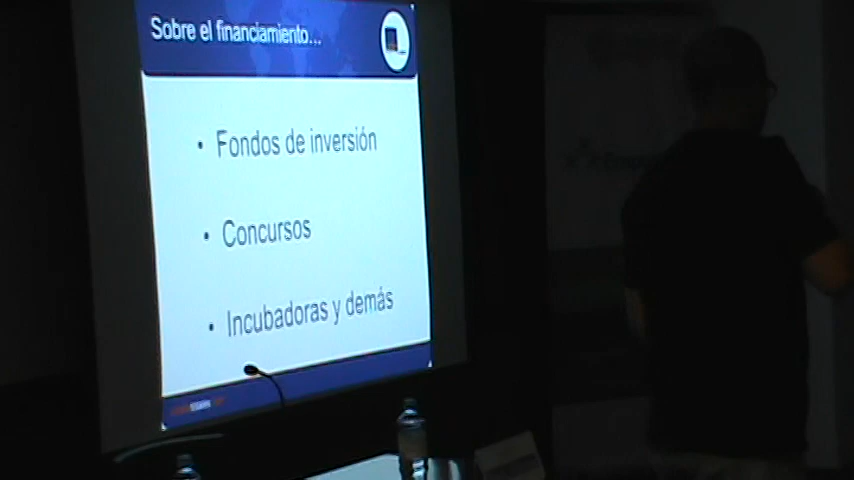 Sobre el financiamiento...
• Fondos de inversión
• Concursos
• Incubadoras y demás